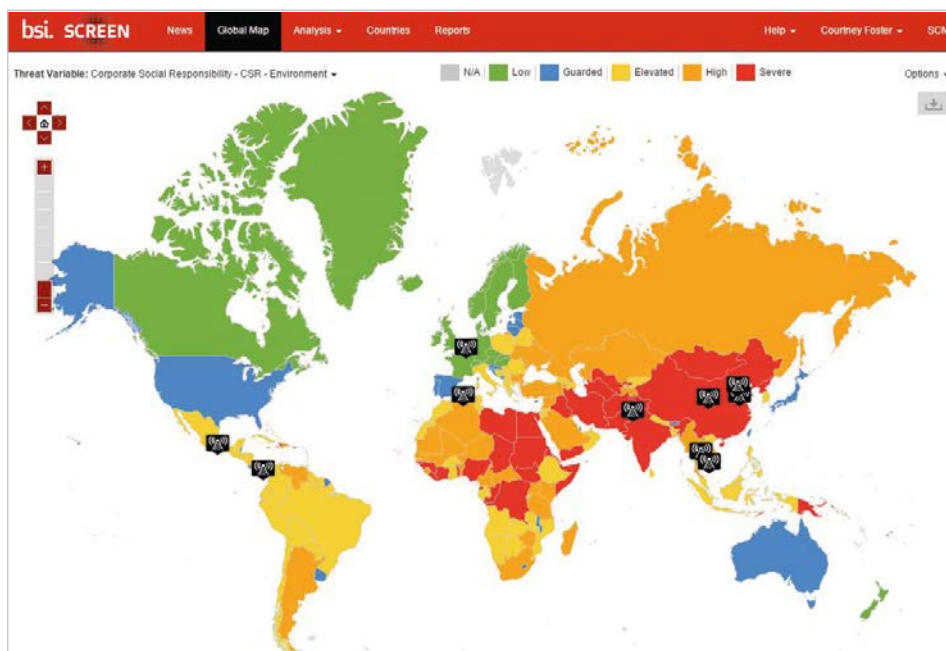 bsi. SCREEN News Global Map Analysis Countries Reports Help Courtney Foster SCM
Threat Variable: Corporate Social Responsibility - CSR - Environment N/A Low Guarded Elevated High Severe Options